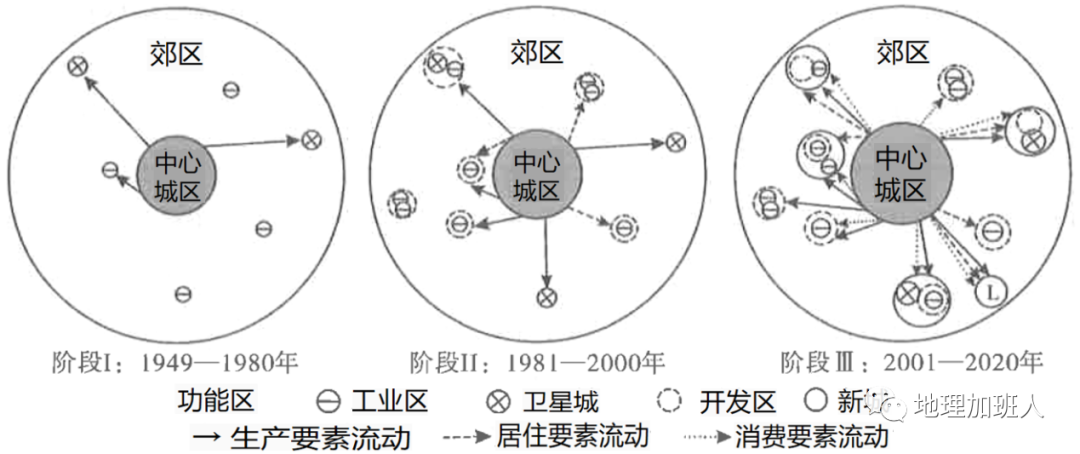 郊区 郊区 郊区
中心 中心 中心
城区 城区 城区
L
阶段I：1949—1980年 阶段II：1981—2000年 阶段Ⅲ：2001—2020年
功能区 工业区 卫星城 开发区 新
生产要素流动 居住要素流动 消费要素流动
地理加班人